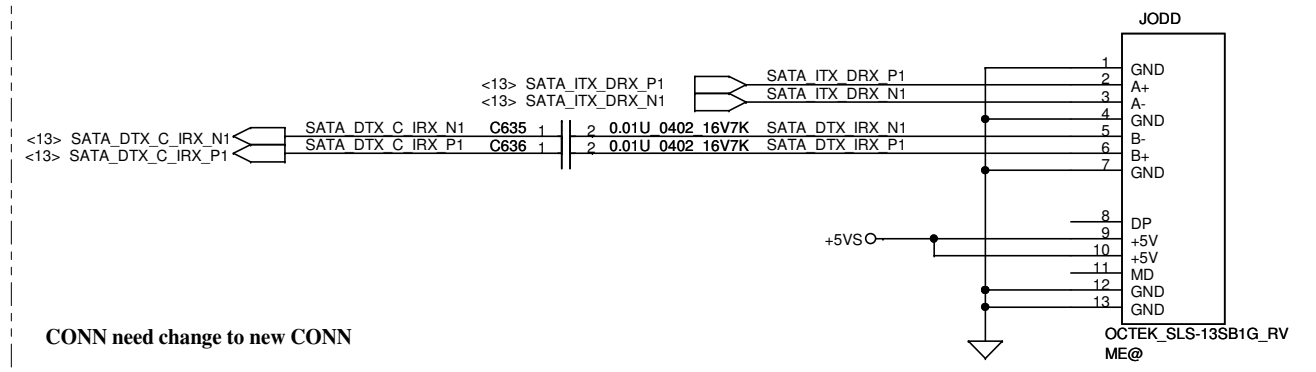 JODD
1 GND
<13> SATA_ITX_DRX_P1 SATA_ITX_DRX_P1 2 A+
<13> SATA_ITX_DRX_N1 SATA_ITX_DRX_N1 3 A-
4 GND
<13> SATA_DTX_C_IRX_N1 SATA_DTX_C_IRX_N1 C635 1 2 0.01U_0402_16V7K SATA_DTX_IRX_N1 5 B-
<13> SATA_DTX_C_IRX_P1 SATA_DTX_C_IRX_P1 C636 1 2 0.01U_0402_16V7K SATA_DTX_IRX_P1 6 B+
7 GND
8 DP
+5VS 9 +5V
10 +5V
11 MD
12 GND
13 GND
CONN need change to new CONN
OCTEK_SLS-13SB1G_RV
ME@